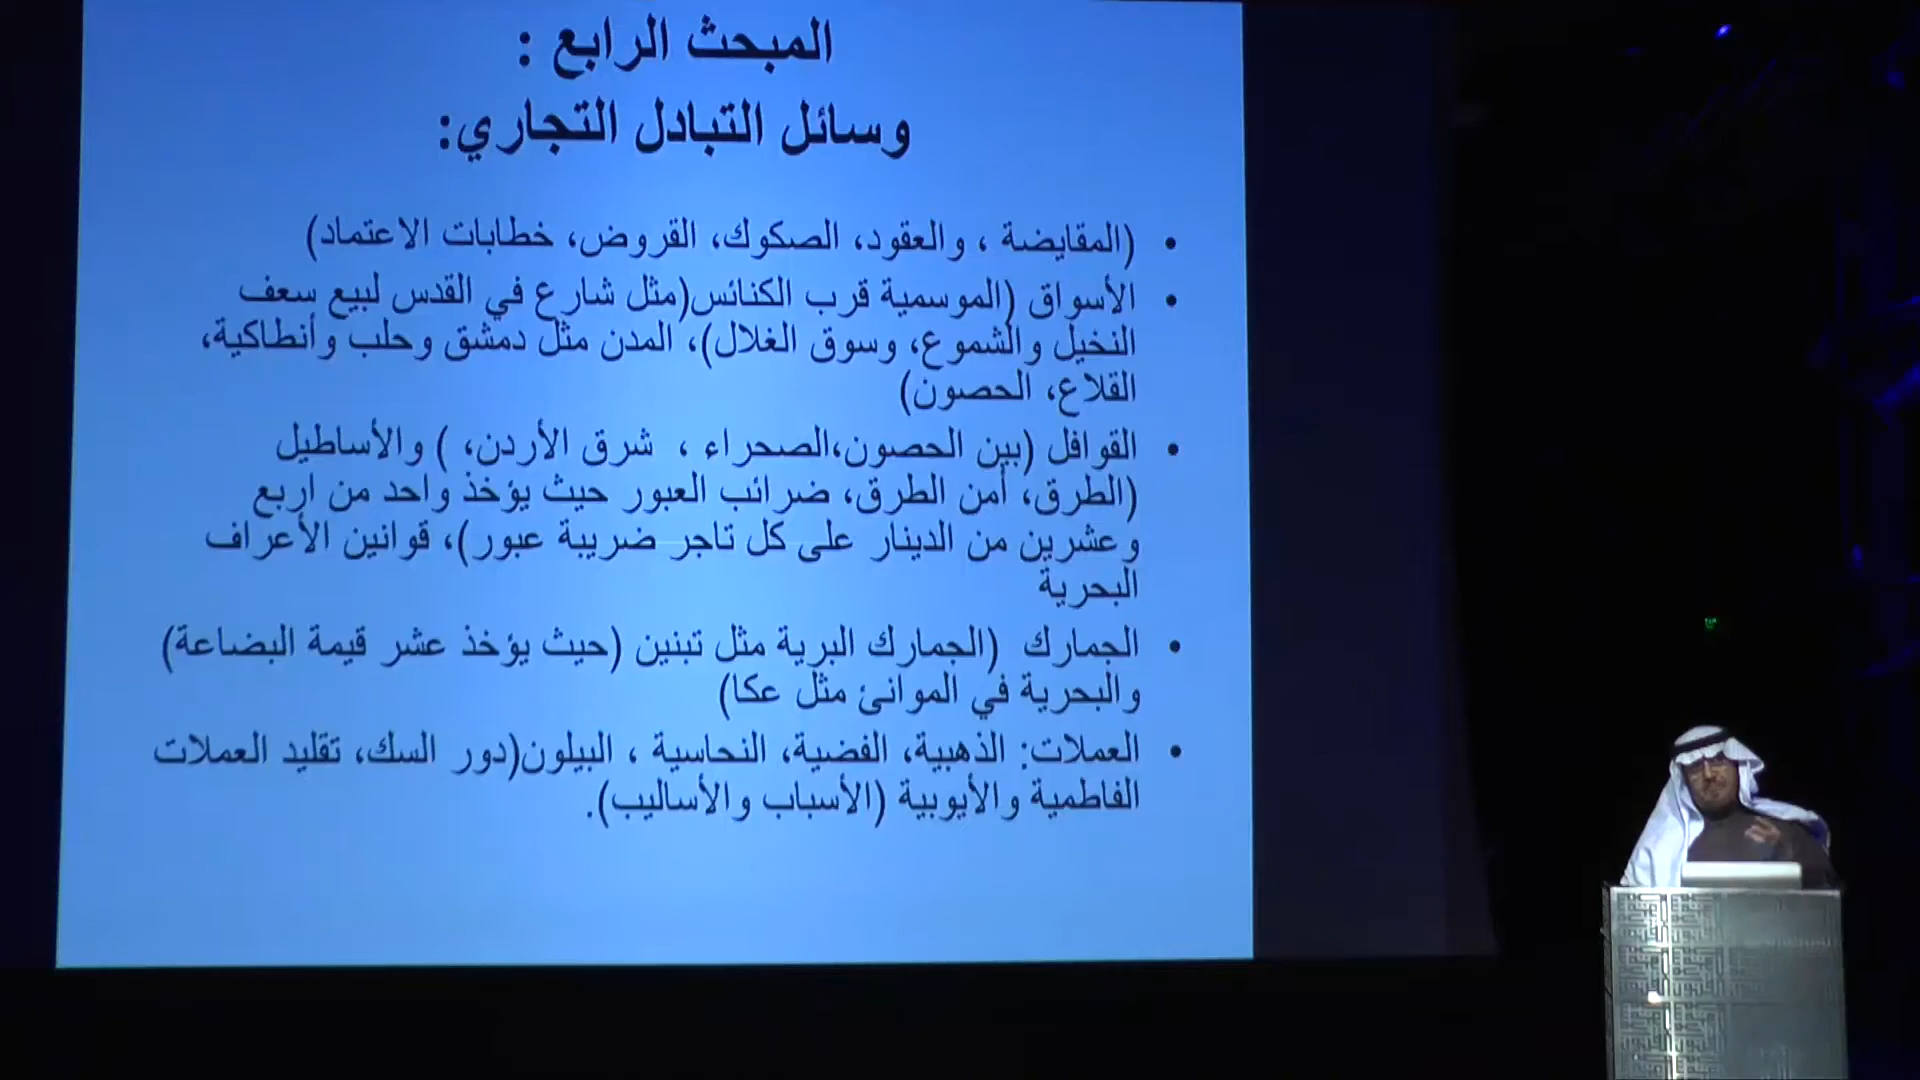 المبحث الرابع :
وسائل التبادل التجاري:
• (المقايضة ، والعقود، الصكوك، القروض، خطابات الاعتماد)
• الأسواق (الموسمية قرب الكنائس(مثل شارع في القدس لبيع سعف
النخيل والشموع، وسوق الغلال)، المدن مثل دمشق وحلب وأنطاكية،
القلاع، الحصون)
• القوافل (بين الحصون،الصحراء ، شرق الأردن، ) والأساطيل
(الطرق، أمن الطرق، ضرائب العبور حيث يؤخذ واحد من اربع
وعشرين من الدينار على كل تاجر ضريبة عبور)، قوانين الأعراف
البحرية
• الجمارك (الجمارك البرية مثل تبنين (حيث يؤخذ عشر قيمة البضاعة)
والبحرية في الموانئ مثل عكا)
• العملات: الذهبية، الفضية، النحاسية ، البيلون(دور السك، تقليد العملات
الفاطمية والأيوبية (الأسباب والأساليب).